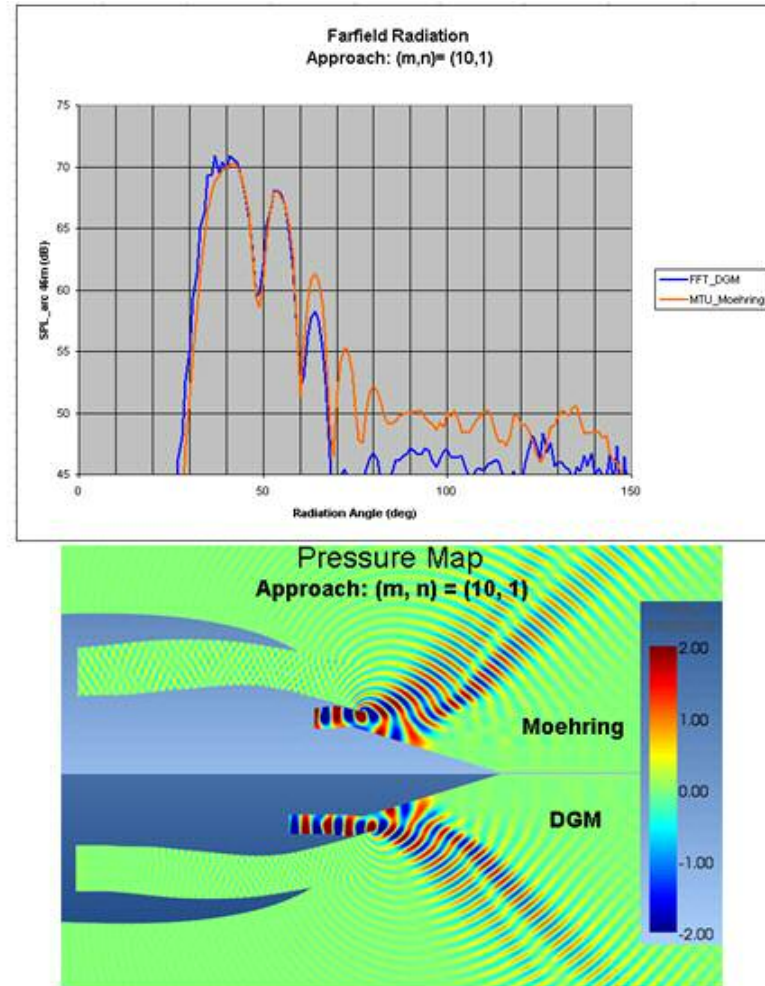 Farfield Radiation
Approach: (m,n)= (10,1)
75
70
65
60
55
50
45
SPL_arc 46m (dB)
0
50
100
150
Radiation Angle (deg)
FFT_DGM
MTU_Moehring
Pressure Map
Approach: (m, n) = (10, 1)
2.00
1.00
0.00
-1.00
-2.00
Moehring
DGM